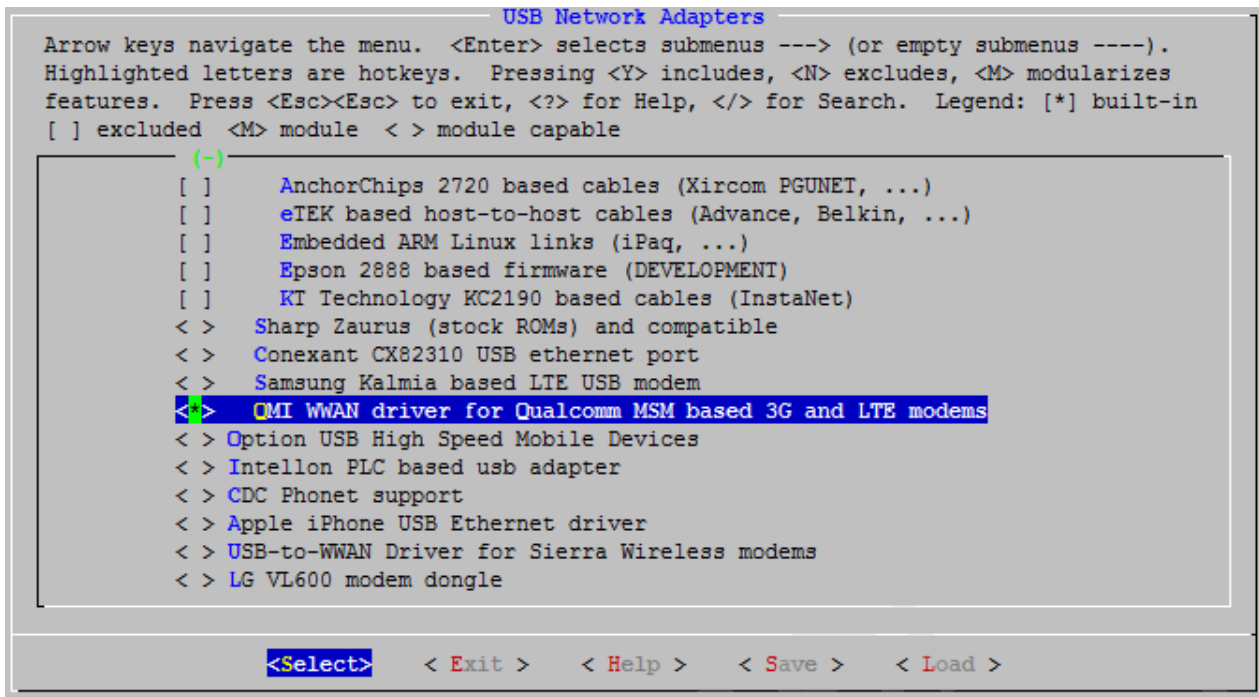 USB Network Adapters
Arrow keys navigate the menu.  <Enter> selects submenus ---> (or empty submenus ----).
Highlighted letters are hotkeys.  Pressing <Y> includes, <N> excludes, <M> modularizes
features.  Press <Esc><Esc> to exit, <?> for Help, </> for Search.  Legend: [*] built-in
[ ] excluded  <M> module  < > module capable
(-)
[ ]     AnchorChips 2720 based cables (Xircom PGUNET, ...)
[ ]     eTEK based host-to-host cables (Advance, Belkin, ...)
[ ]     Embedded ARM Linux links (iPaq, ...)
[ ]     Epson 2888 based firmware (DEVELOPMENT)
[ ]     KT Technology KC2190 based cables (InstaNet)
< >   Sharp Zaurus (stock ROMs) and compatible
< >   Conexant CX82310 USB ethernet port
< >   Samsung Kalmia based LTE USB modem
<*>   QMI WWAN driver for Qualcomm MSM based 3G and LTE modems
< > Option USB High Speed Mobile Devices
< > Intellon PLC based usb adapter
< > CDC Phonet support
< > Apple iPhone USB Ethernet driver
< > USB-to-WWAN Driver for Sierra Wireless modems
< > LG VL600 modem dongle
<Select>    < Exit >    < Help >    < Save >    < Load >